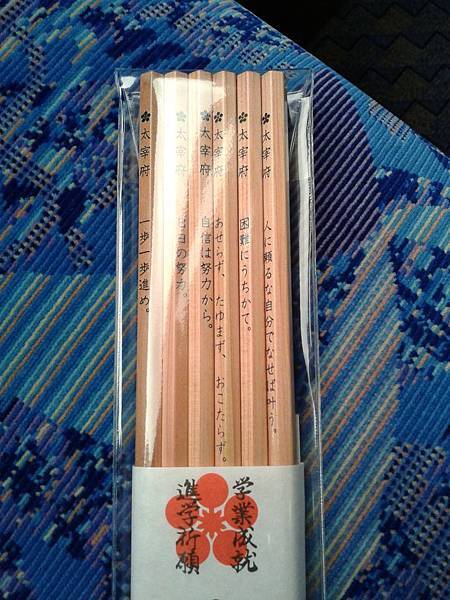 太宰府 人に頼るな自分でなせば叶う。
太宰府 困難にうちかて。
太宰府 あせらず、たゆまず、おこたらず。
太宰府 自信は努力から。
太宰府 日日の努力。
太宰府 一歩一歩進め。
学業成就
進学祈願